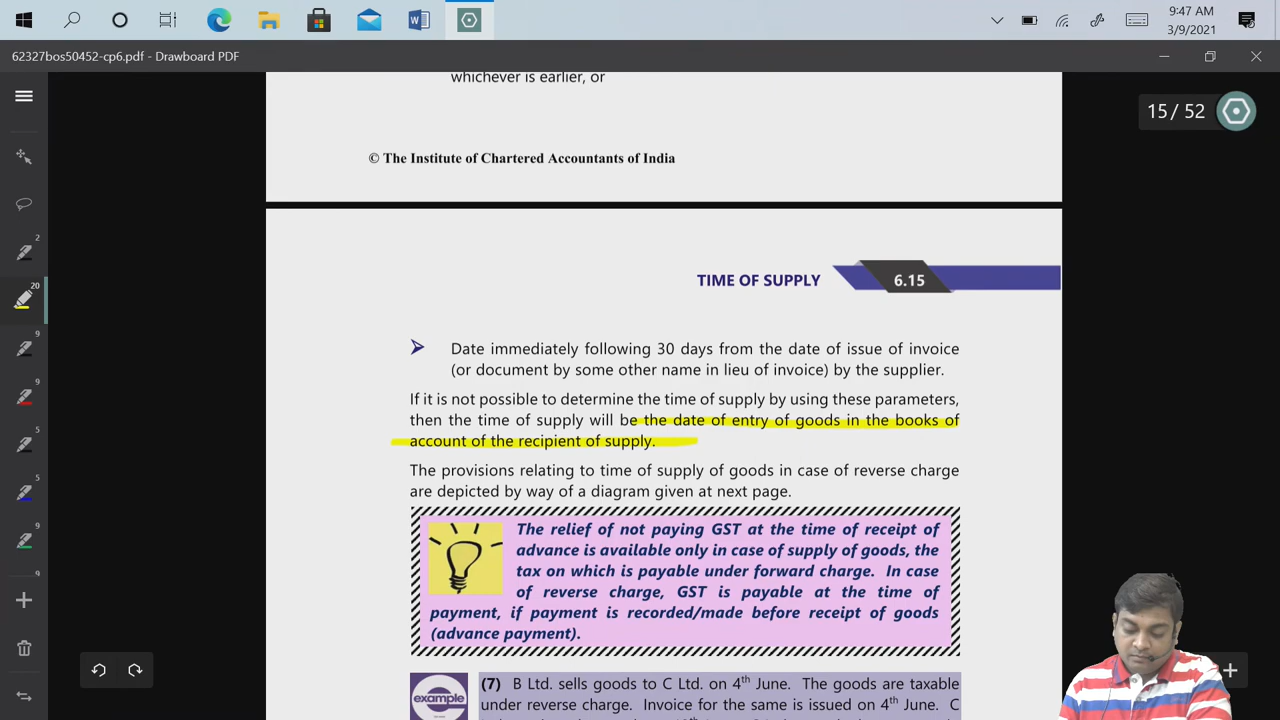 9:47 AM
3/9/2021
62327bos50452-cp6.pdf - Drawboard PDF
whichever is earlier, or
15 / 52
© The Institute of Chartered Accountants of India
TIME OF SUPPLY
6.15
Date immediately following 30 days from the date of issue of invoice
(or document by some other name in lieu of invoice) by the supplier.
If it is not possible to determine the time of supply by using these parameters,
then the time of supply will be the date of entry of goods in the books of
account of the recipient of supply.
The provisions relating to time of supply of goods in case of reverse charge
are depicted by way of a diagram given at next page.
The relief of not paying GST at the time of receipt of
advance is available only in case of supply of goods, the
tax on which is payable under forward charge. In case
of reverse charge, GST is payable at the time of
payment, if payment is recorded/made before receipt of goods
(advance payment).
example
(7) B Ltd. sells goods to C Ltd. on 4th June. The goods are taxable
under reverse charge. Invoice for the same is issued on 4th June. C
2
20
9
9
5
5
9
9